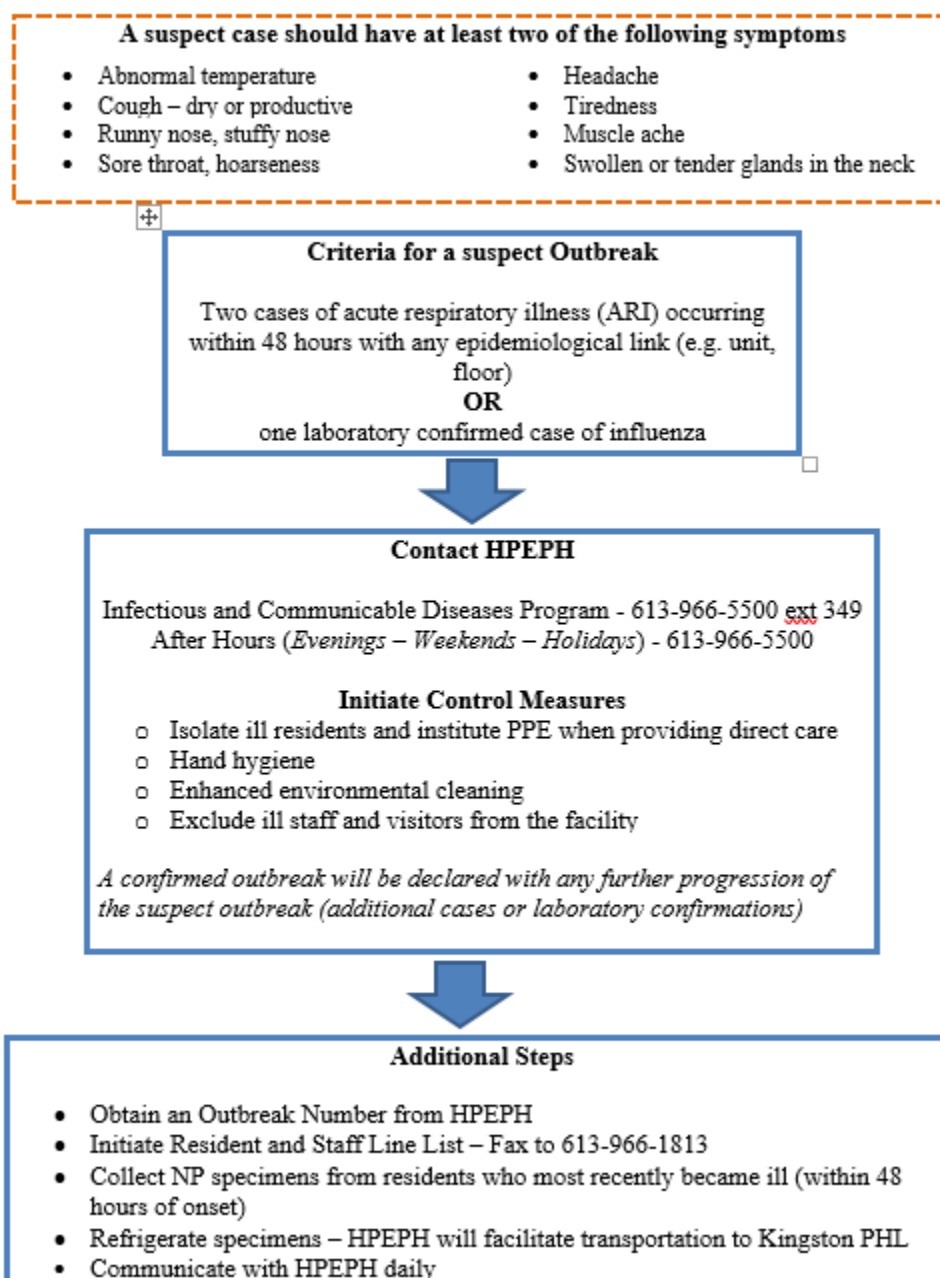 A suspect case should have at least two of the following symptoms
• Abnormal temperature
• Cough – dry or productive
• Runny nose, stuffy nose
• Sore throat, hoarseness
• Headache
• Tiredness
• Muscle ache
• Swollen or tender glands in the neck
Criteria for a suspect Outbreak
Two cases of acute respiratory illness (ARI) occurring
within 48 hours with any epidemiological link (e.g. unit,
floor)
OR
one laboratory confirmed case of influenza
Contact HPEPH
Infectious and Communicable Diseases Program - 613-966-5500 ext 349
After Hours (Evenings – Weekends – Holidays) - 613-966-5500
Initiate Control Measures
o Isolate ill residents and institute PPE when providing direct care
o Hand hygiene
o Enhanced environmental cleaning
o Exclude ill staff and visitors from the facility
A confirmed outbreak will be declared with any further progression of
the suspect outbreak (additional cases or laboratory confirmations)
Additional Steps
• Obtain an Outbreak Number from HPEPH
• Initiate Resident and Staff Line List – Fax to 613-966-1813
• Collect NP specimens from residents who most recently became ill (within 48
hours of onset)
• Refrigerate specimens – HPEPH will facilitate transportation to Kingston PHL
• Communicate with HPEPH daily